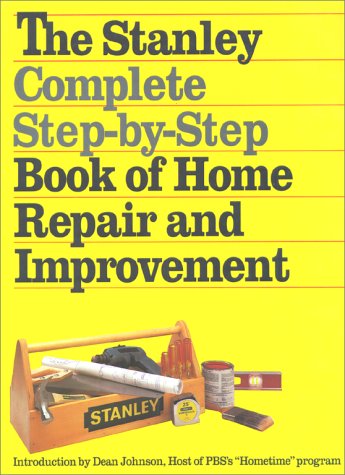 The Stanley
Complete
Step-by-Step
Book of Home
Repair and
Improvement
STANLEY
25'
Introduction by Dean Johnson, Host of PBS's "Hometime" program